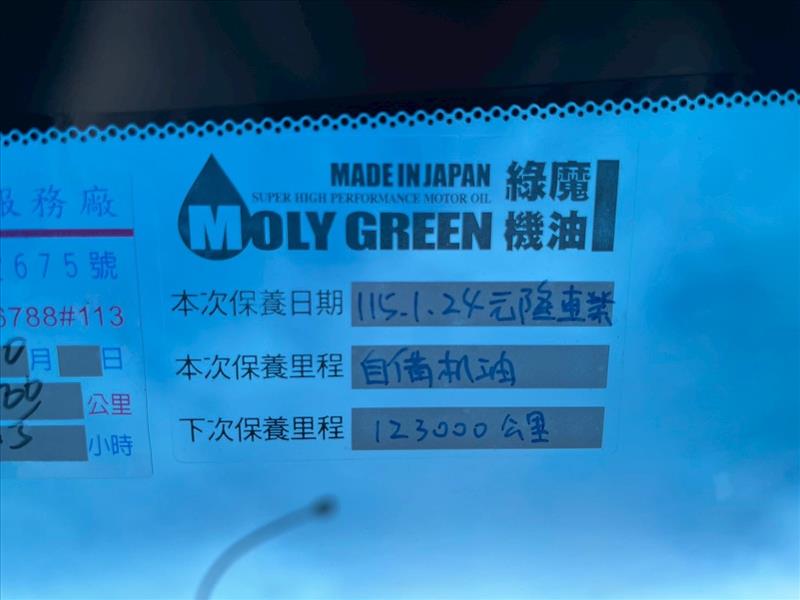 MADE IN JAPAN
SUPER HIGH PERFORMANCE MOTOR OIL
MOLY GREEN
綠魔
機油
本次保養日期 115.1.24元隆車業
本次保養里程 自備机油
下次保養里程 123000公里
服務廠
675號
6788#113
0月 日
公里
小時